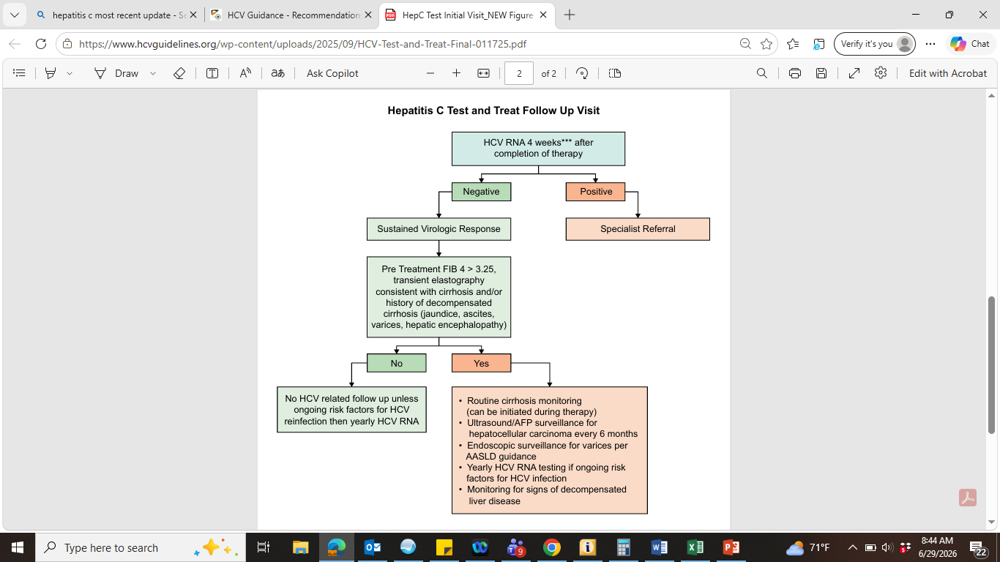 hepatitis c most recent update - Se
HCV Guidance - Recommendation
HepC Test Initial Visit_NEW Figure
https://www.hcvguidelines.org/wp-content/uploads/2025/09/HCV-Test-and-Treat-Final-011725.pdf
Verify it's you
Chat
Draw
aあ
Ask Copilot
2
of 2
Edit with Acrobat
Hepatitis C Test and Treat Follow Up Visit
HCV RNA 4 weeks*** after
completion of therapy
Negative
Positive
Sustained Virologic Response
Specialist Referral
Pre Treatment FIB 4 > 3.25,
transient elastography
consistent with cirrhosis and/or
history of decompensated
cirrhosis (jaundice, ascites,
varices, hepatic encephalopathy)
No
Yes
No HCV related follow up unless
ongoing risk factors for HCV
reinfection then yearly HCV RNA
• Routine cirrhosis monitoring
(can be initiated during therapy)
• Ultrasound/AFP surveillance for
hepatocellular carcinoma every 6 months
• Endoscopic surveillance for varices per
AASLD guidance
• Yearly HCV RNA testing if ongoing risk
factors for HCV infection
• Monitoring for signs of decompensated
liver disease
Type here to search
9
71°F
8:44 AM
6/29/2026
22